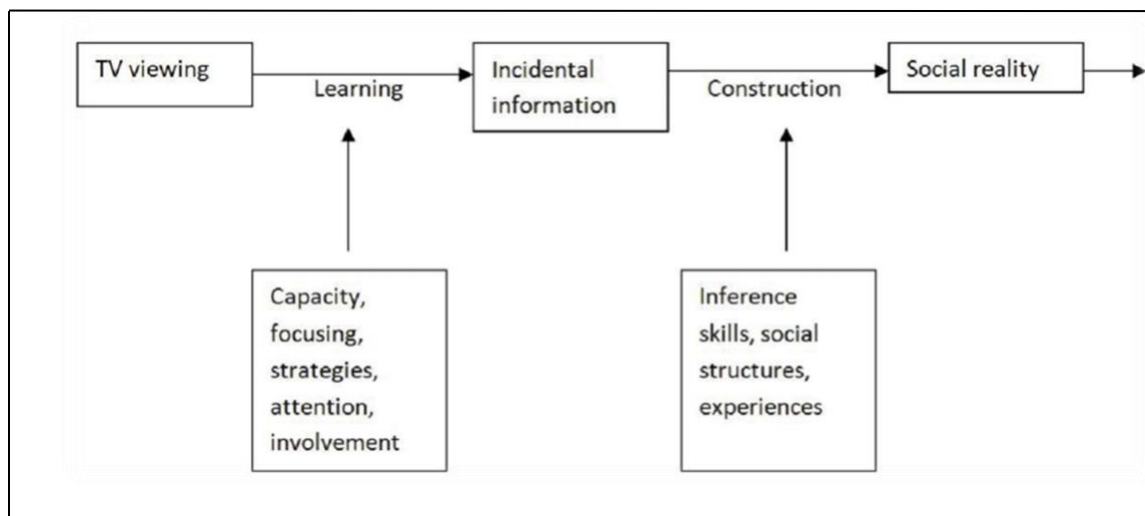 TV viewing
Learning
Incidental
information
Construction
Social reality
Capacity,
focusing,
strategies,
attention,
involvement
Inference
skills, social
structures,
experiences